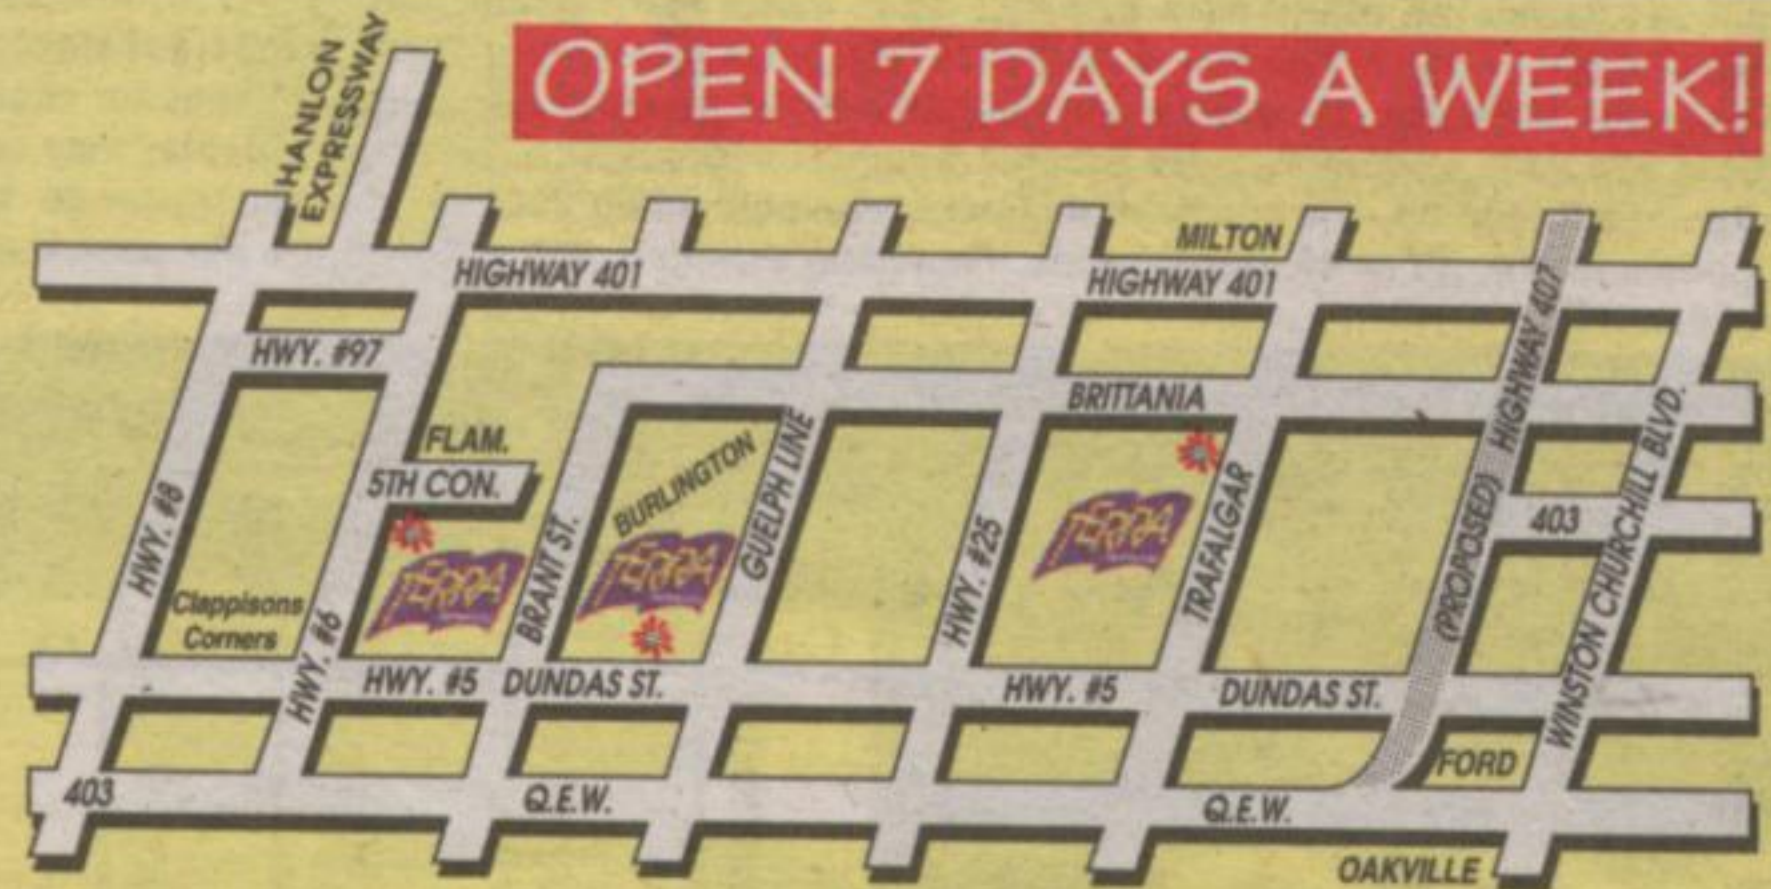 OPEN 7 DAYS A WEEK!
HANLON
EXPRESSWAY
MILTON
HIGHWAY 401
HIGHWAY 401
HWY. #97
BRITTANIA
(PROPOSED) HIGHWAY 407
FLAM.
5TH CON.
BURLINGTON
GUELPH LINE
HWY. #8
BRANT ST.
TERRA
TERRA
TERRA
HWY. #25
TRAFALGAR
403
WINSTON CHURCHILL BLVD.
Clappisons
Corners
HWY. #6
HWY. #5
DUNDAS ST.
HWY. #5
DUNDAS ST.
FORD
403
Q.E.W.
Q.E.W.
OAKVILLE